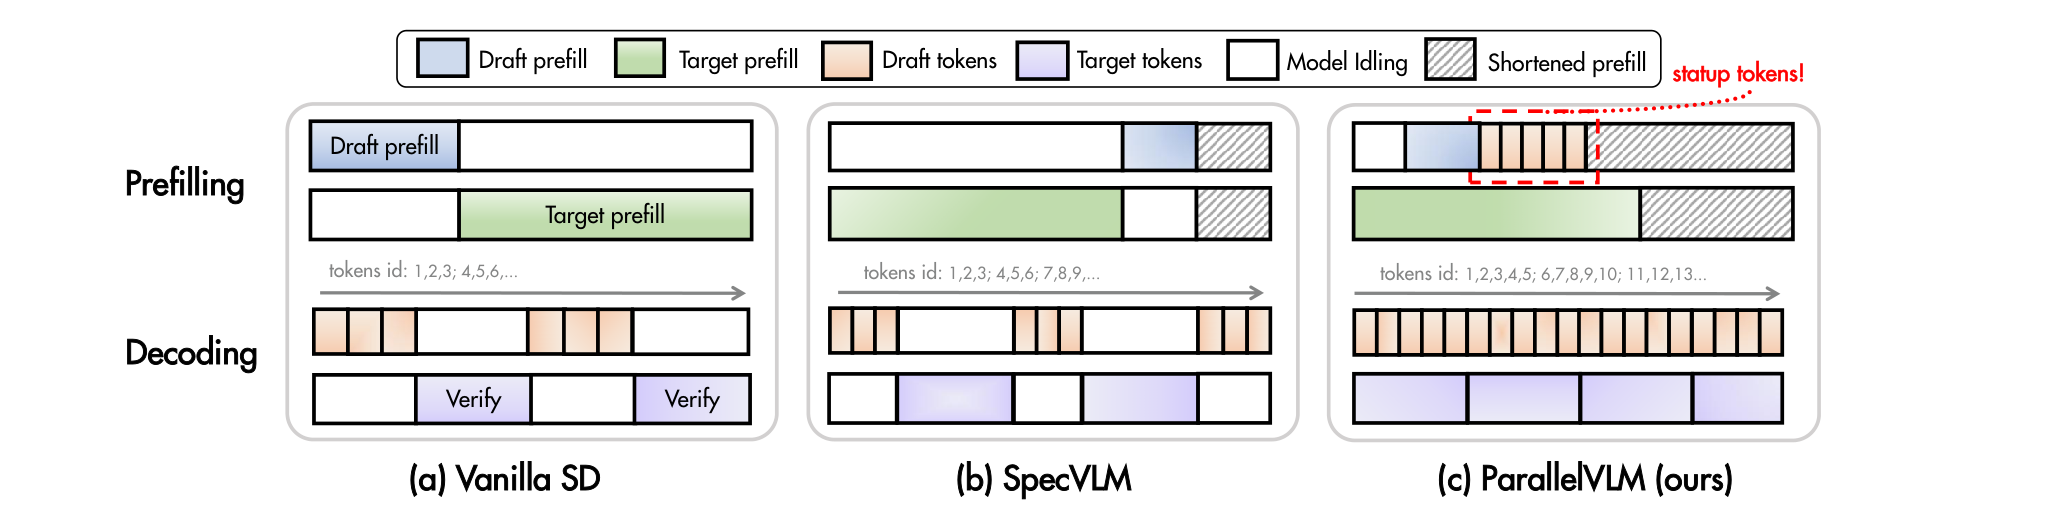 Draft prefill Target prefill Draft tokens Target tokens Model Idling Shortened prefill
statup tokens!
Prefilling
Draft prefill
Target prefill
tokens id: 1,2,3; 4,5,6,...
tokens id: 1,2,3; 4,5,6; 7,8,9,...
tokens id: 1,2,3,4,5; 6,7,8,9,10; 11,12,13...
Decoding
Verify Verify
(a) Vanilla SD
(b) SpecVLM
(c) ParallelVLM (ours)